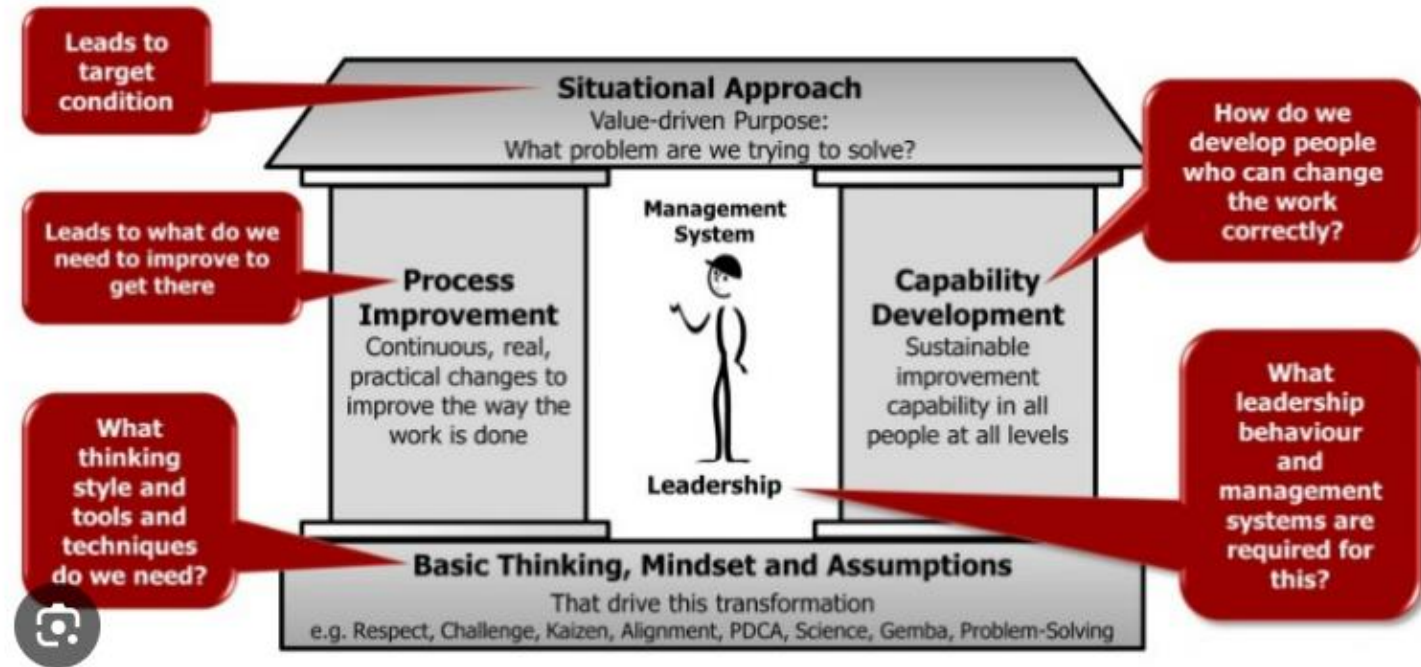 Leads to
target
condition
Situational Approach
Value-driven Purpose:
What problem are we trying to solve?
How do we
develop people
who can change
the work
correctly?
Leads to what do we
need to improve to
get there
Process
Improvement
Continuous, real,
practical changes to
improve the way the
work is done
Management
System
Leadership
Capability
Development
Sustainable
improvement
capability in all
people at all levels
What
thinking
style and
tools and
techniques
do we need?
What
leadership
behaviour
and
management
systems are
required for
this?
Basic Thinking, Mindset and Assumptions
That drive this transformation
e.g. Respect, Challenge, Kaizen, Alignment, PDCA, Science, Gemba, Problem-Solving